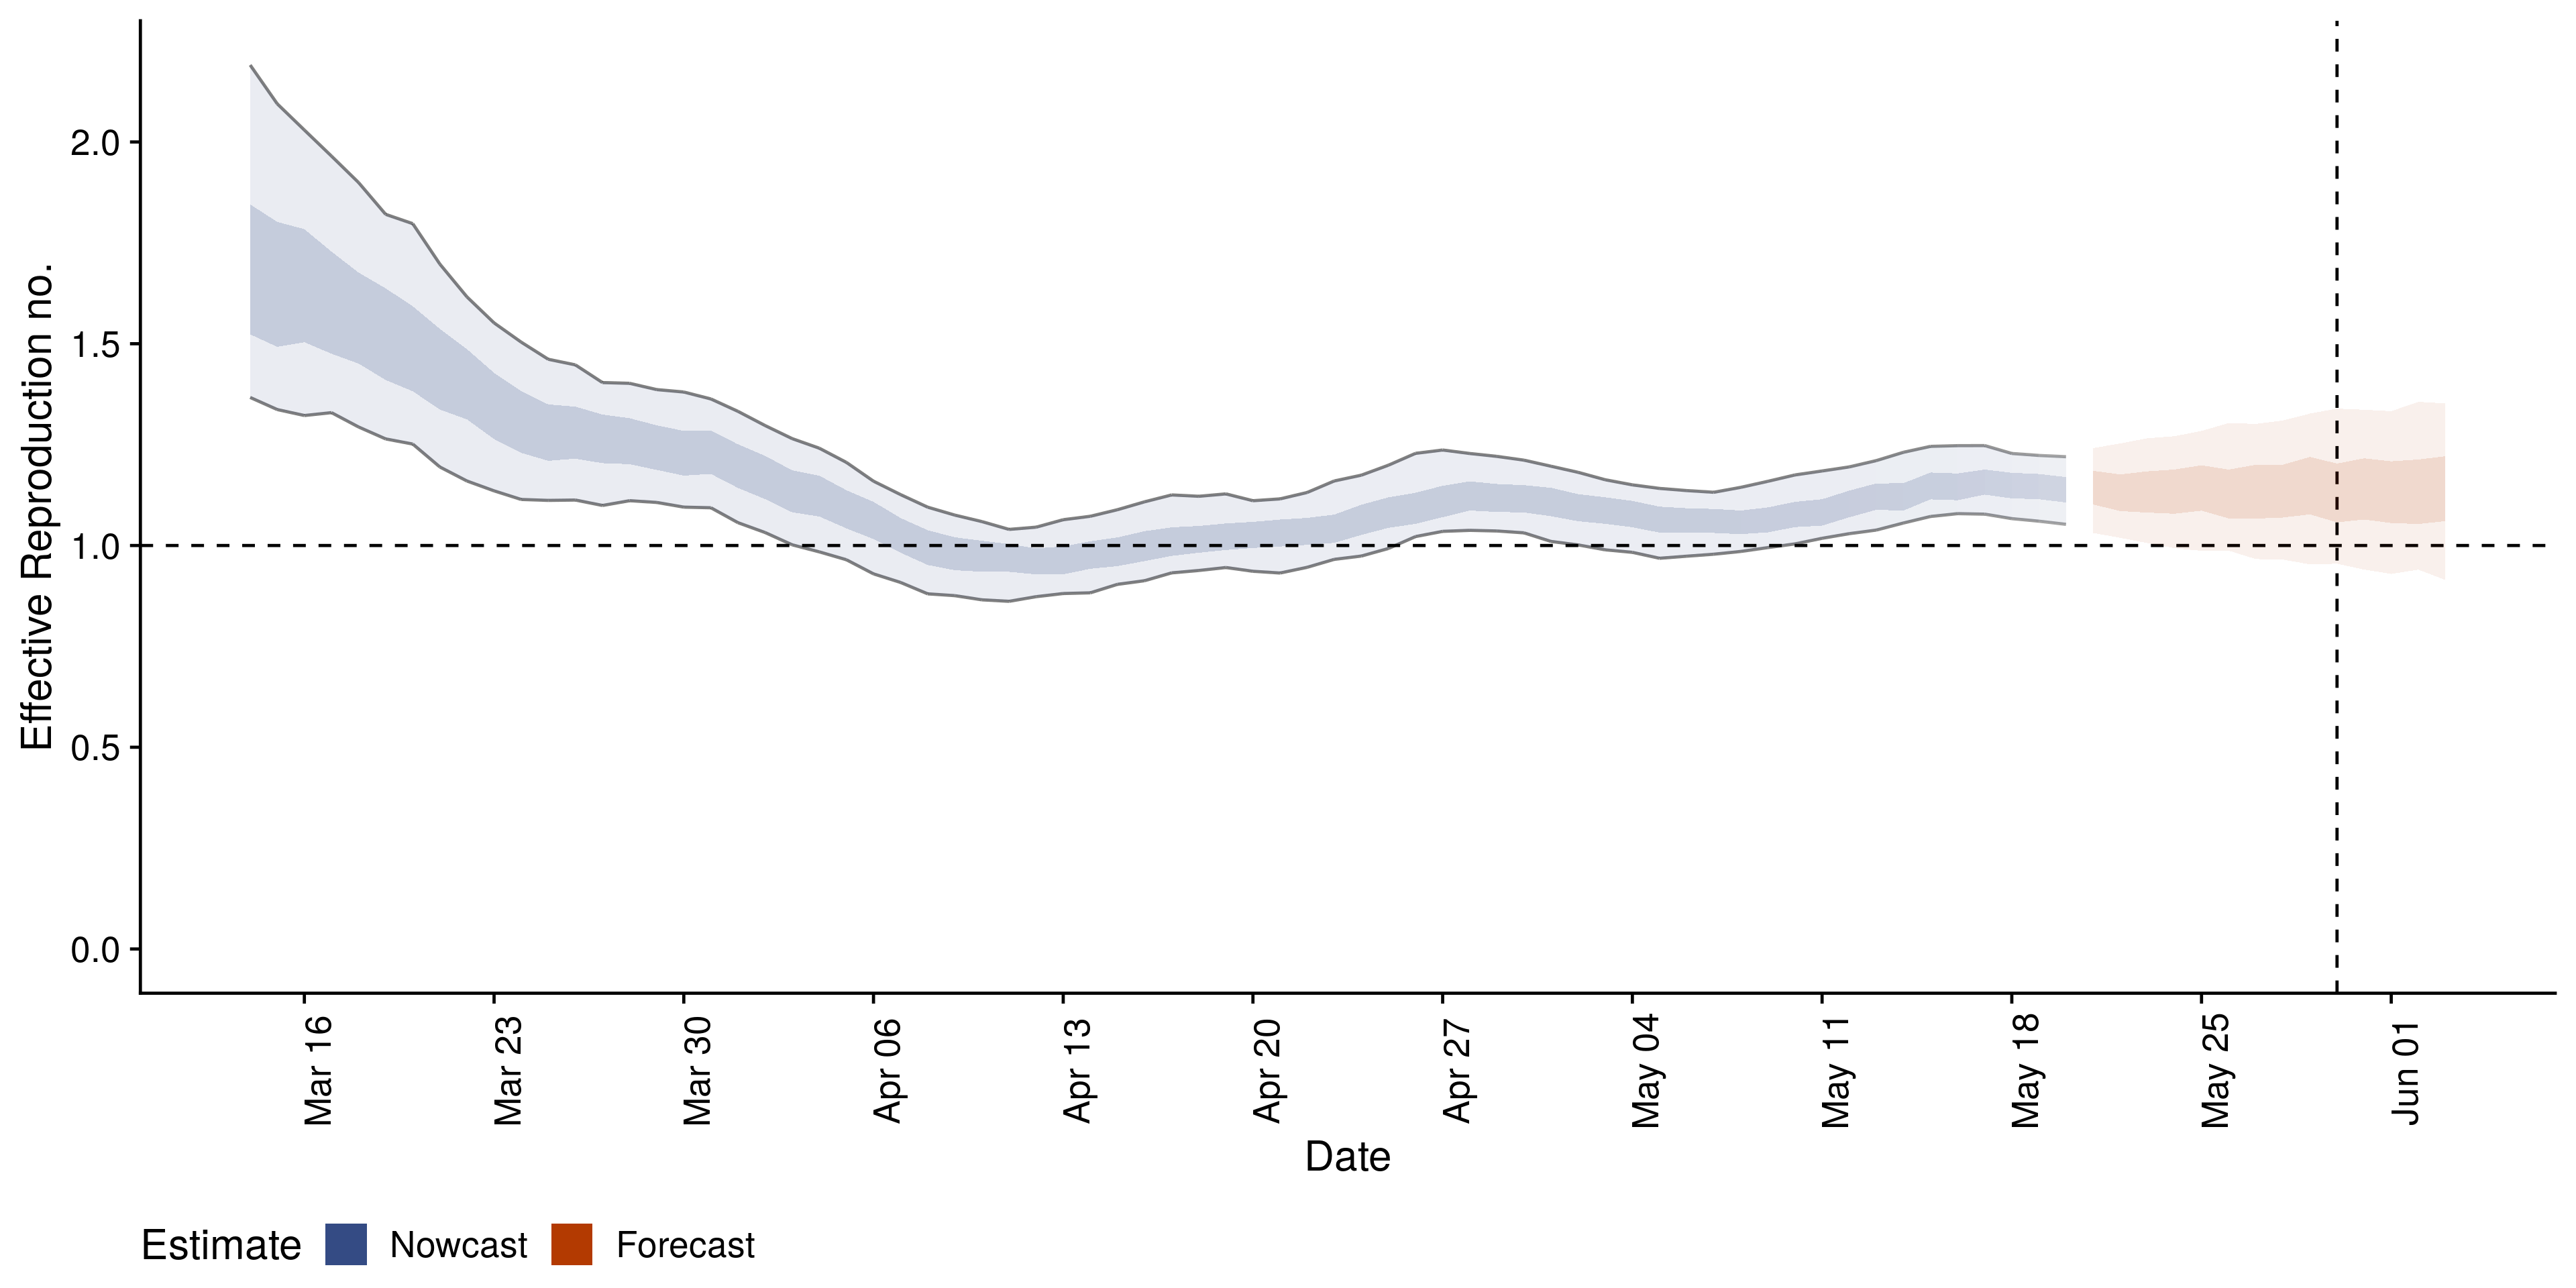 Effective Reproduction no.
2.0
1.5
1.0
0.5
0.0
Mar 16
Mar 23
Mar 30
Apr 06
Apr 13
Apr 20
Apr 27
May 04
May 11
May 18
May 25
Jun 01
Date
Estimate Nowcast Forecast